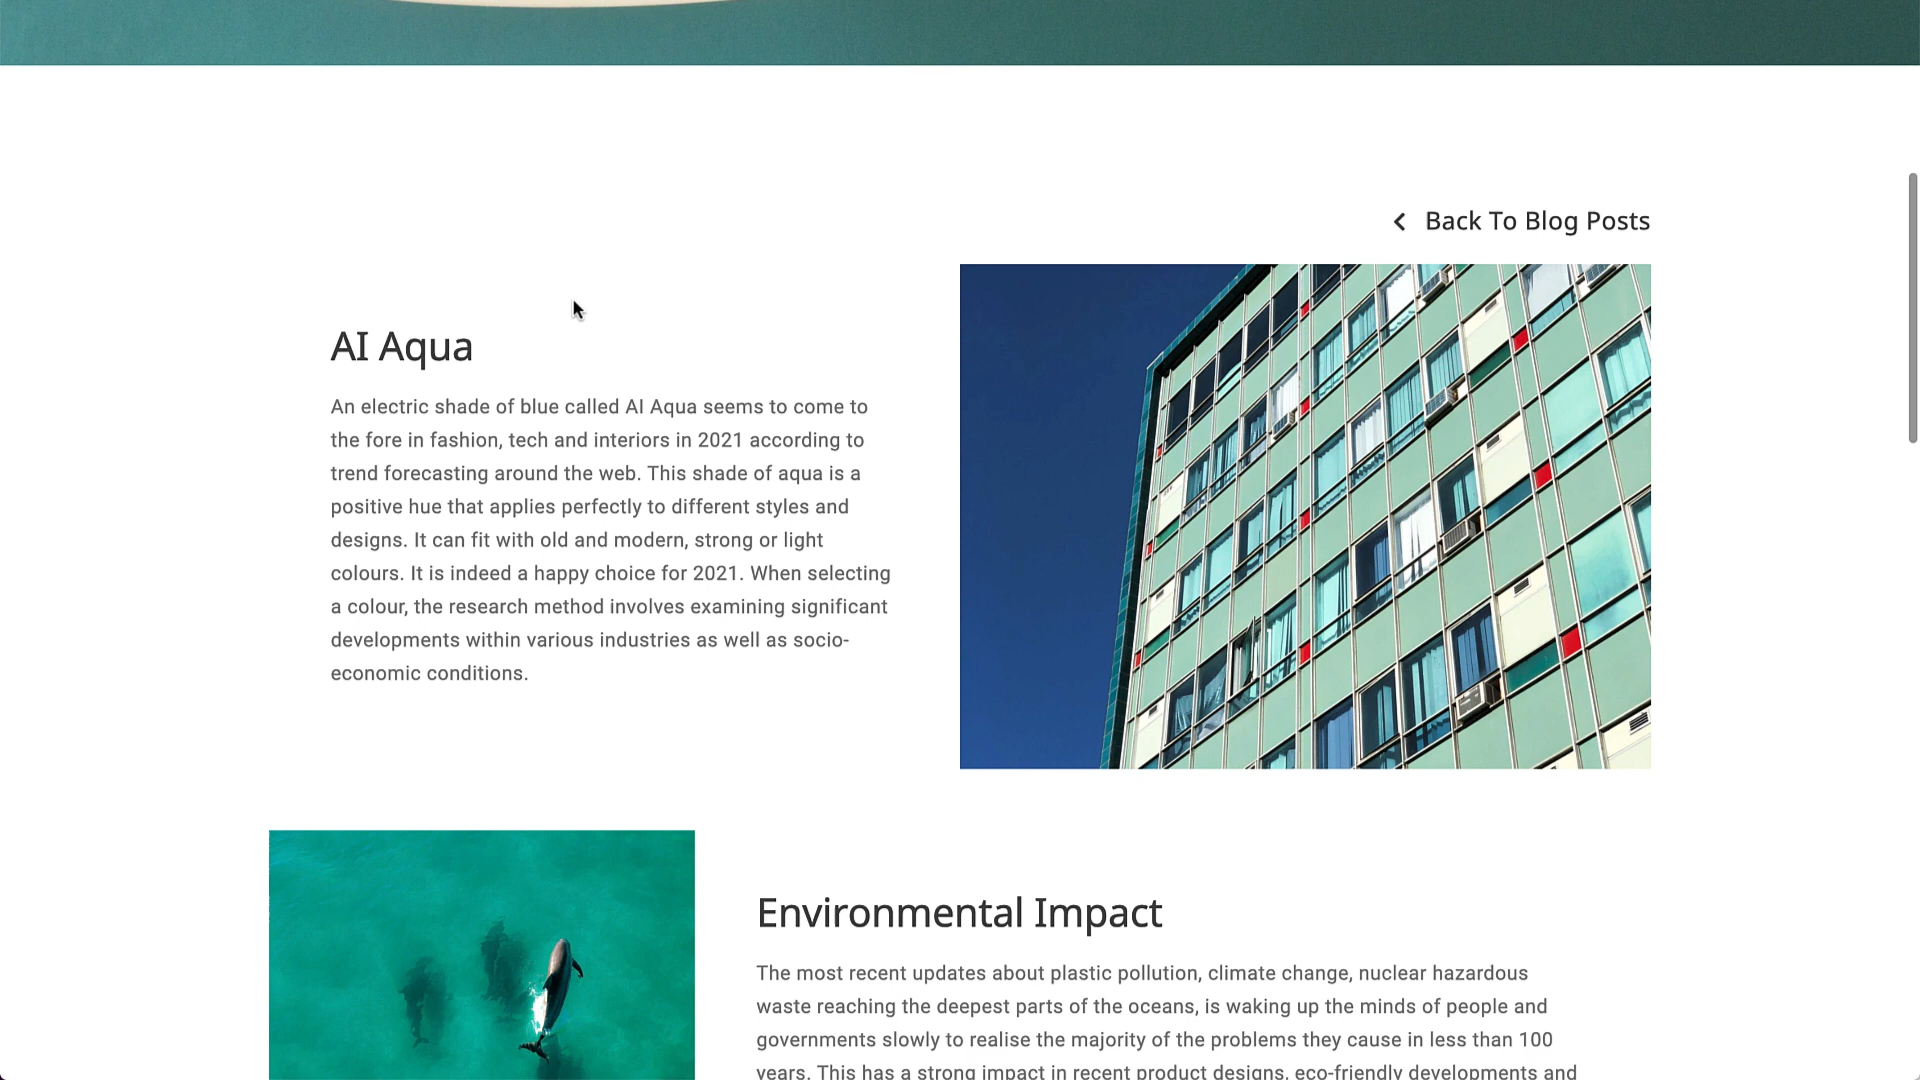 Back To Blog Posts
AI Aqua
An electric shade of blue called AI Aqua seems to come to
the fore in fashion, tech and interiors in 2021 according to
trend forecasting around the web. This shade of aqua is a
positive hue that applies perfectly to different styles and
designs. It can fit with old and modern, strong or light
colours. It is indeed a happy choice for 2021. When selecting
a colour, the research method involves examining significant
developments within various industries as well as socio-
economic conditions.
Environmental Impact
The most recent updates about plastic pollution, climate change, nuclear hazardous
waste reaching the deepest parts of the oceans, is waking up the minds of people and
governments slowly to realise the majority of the problems they cause in less than 100
years. This has a strong impact in recent product designs, eco-friendly developments and